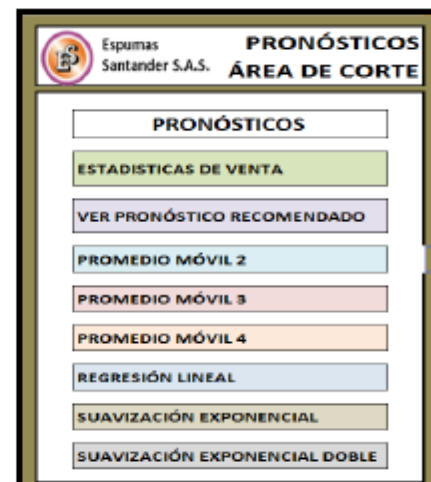 Espumas
Santander S.A.S.
PRONÓSTICOS
ÁREA DE CORTE
PRONÓSTICOS
ESTADISTICAS DE VENTA
VER PRONÓSTICO RECOMENDADO
PROMEDIO MÓVIL 2
PROMEDIO MÓVIL 3
PROMEDIO MÓVIL 4
REGRESIÓN LINEAL
SUAVIZACIÓN EXPONENCIAL
SUAVIZACIÓN EXPONENCIAL DOBLE